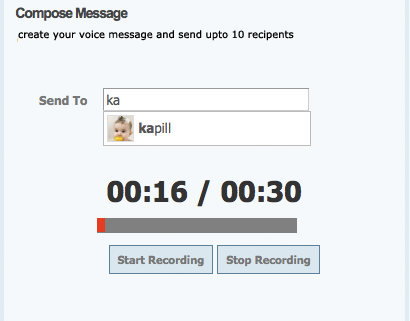 Compose Message
create your voice message and send upto 10 recipents
Send To ka
kapill
00:16 / 00:30
Start Recording Stop Recording